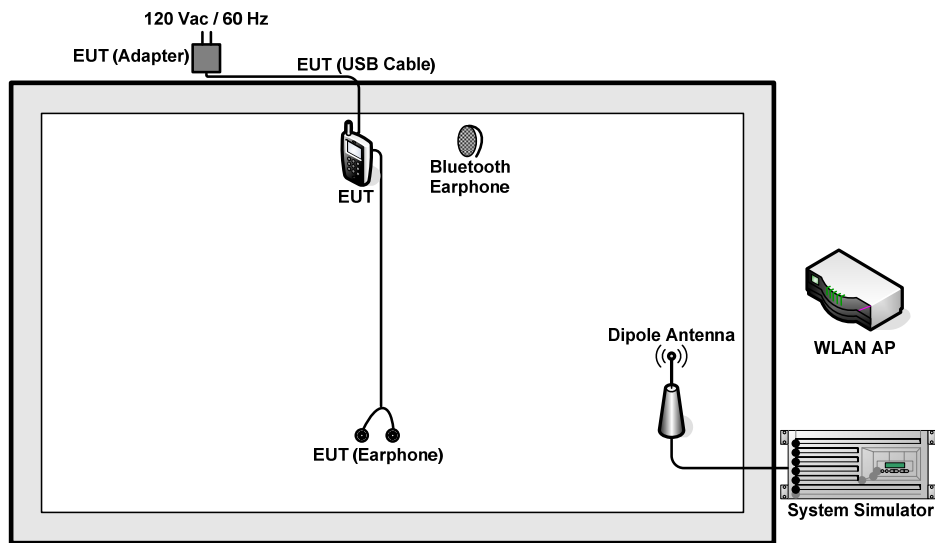 120 Vac / 60 Hz
EUT (Adapter)
EUT (USB Cable)
EUT
Bluetooth
Earphone
WLAN AP
Dipole Antenna
EUT (Earphone)
System Simulator